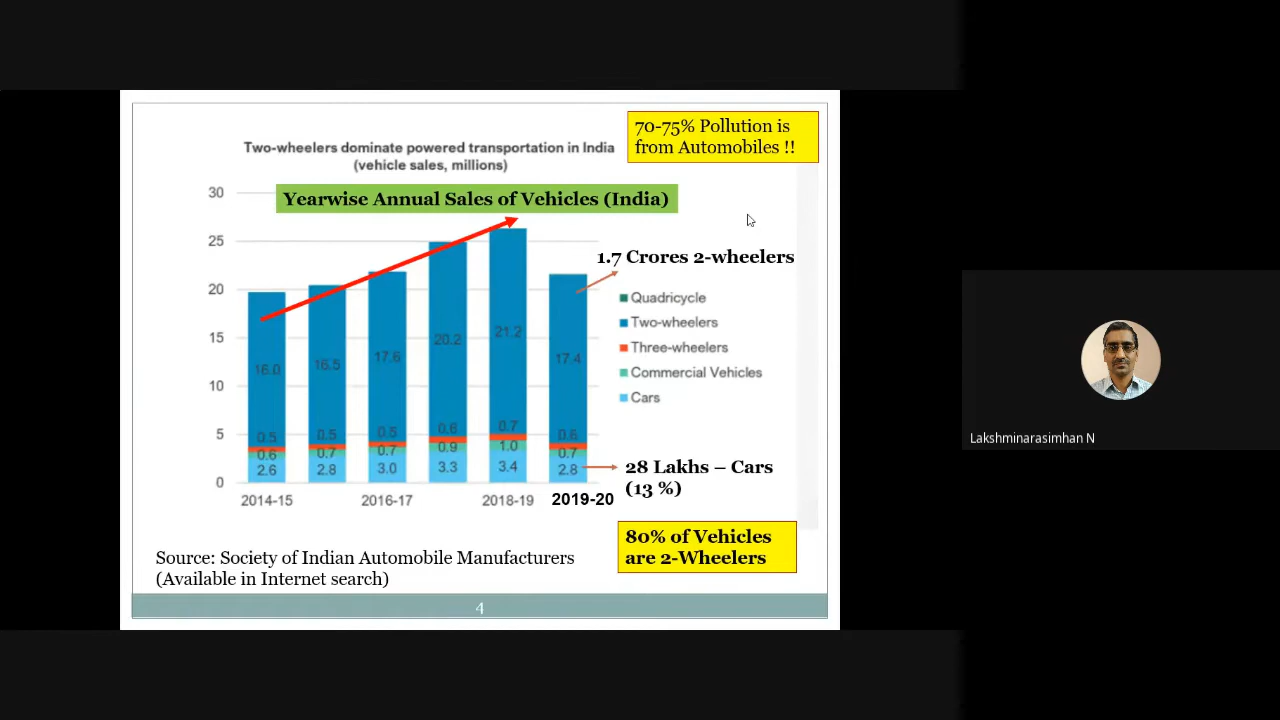 70-75% Pollution is
from Automobiles !!
Two-wheelers dominate powered transportation in India
(vehicle sales, millions)
Yearwise Annual Sales of Vehicles (India)
30
25
20
15
10
5
0
16.0
0.5
0.6
2.6
16.5
0.5
0.7
2.8
17.6
0.5
0.7
3.0
20.2
0.6
0.9
3.3
21.2
0.7
1.0
3.4
17.4
0.6
0.7
2.8
2014-15
2016-17
2018-19
2019-20
1.7 Crores 2-wheelers
Quadricycle
Two-wheelers
Three-wheelers
Commercial Vehicles
Cars
28 Lakhs – Cars
(13 %)
80% of Vehicles
are 2-Wheelers
Source: Society of Indian Automobile Manufacturers
(Available in Internet search)
4
Lakshminarasimhan N